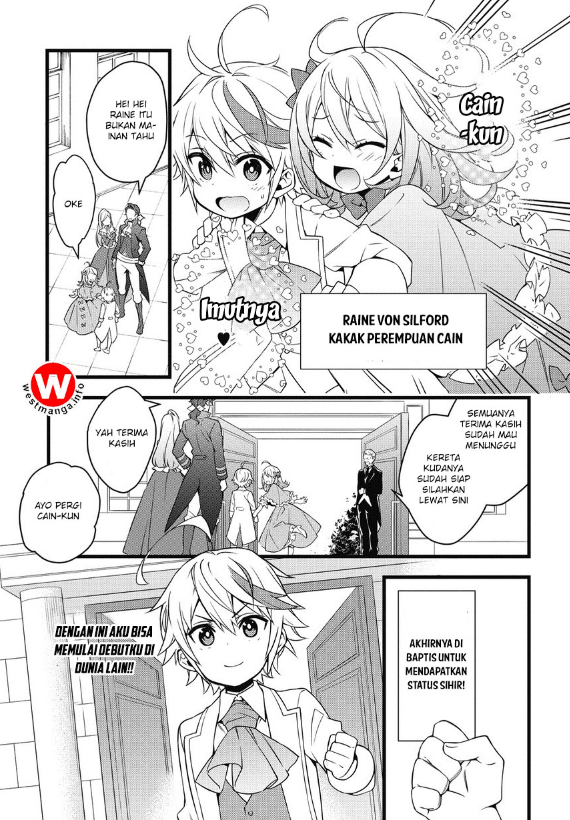 Cain
-kun
HEI HEI
RAINE ITU
BUKAN MA-
INAN TAHU
OKE
Imutnya
RAINE VON SILFORD
KAKAK PEREMPUAN CAIN
W
westmanga.info
SEMUANYA
TERIMA KASIH
SUDAH MAU
MENUNGGU
KERETA
KUDANYA
SUDAH SIAP
SILAHKAN
LEWAT SINI
YAH TERIMA
KASIH
AYO PERGI
CAIN-KUN
DENGAN INI AKU BISA
MEMULAI DEBUTKU DI
DUNIA LAIN!!
AKHIRNYA DI
BAPTIS UNTUK
MENDAPATKAN
STATUS SIHIR!